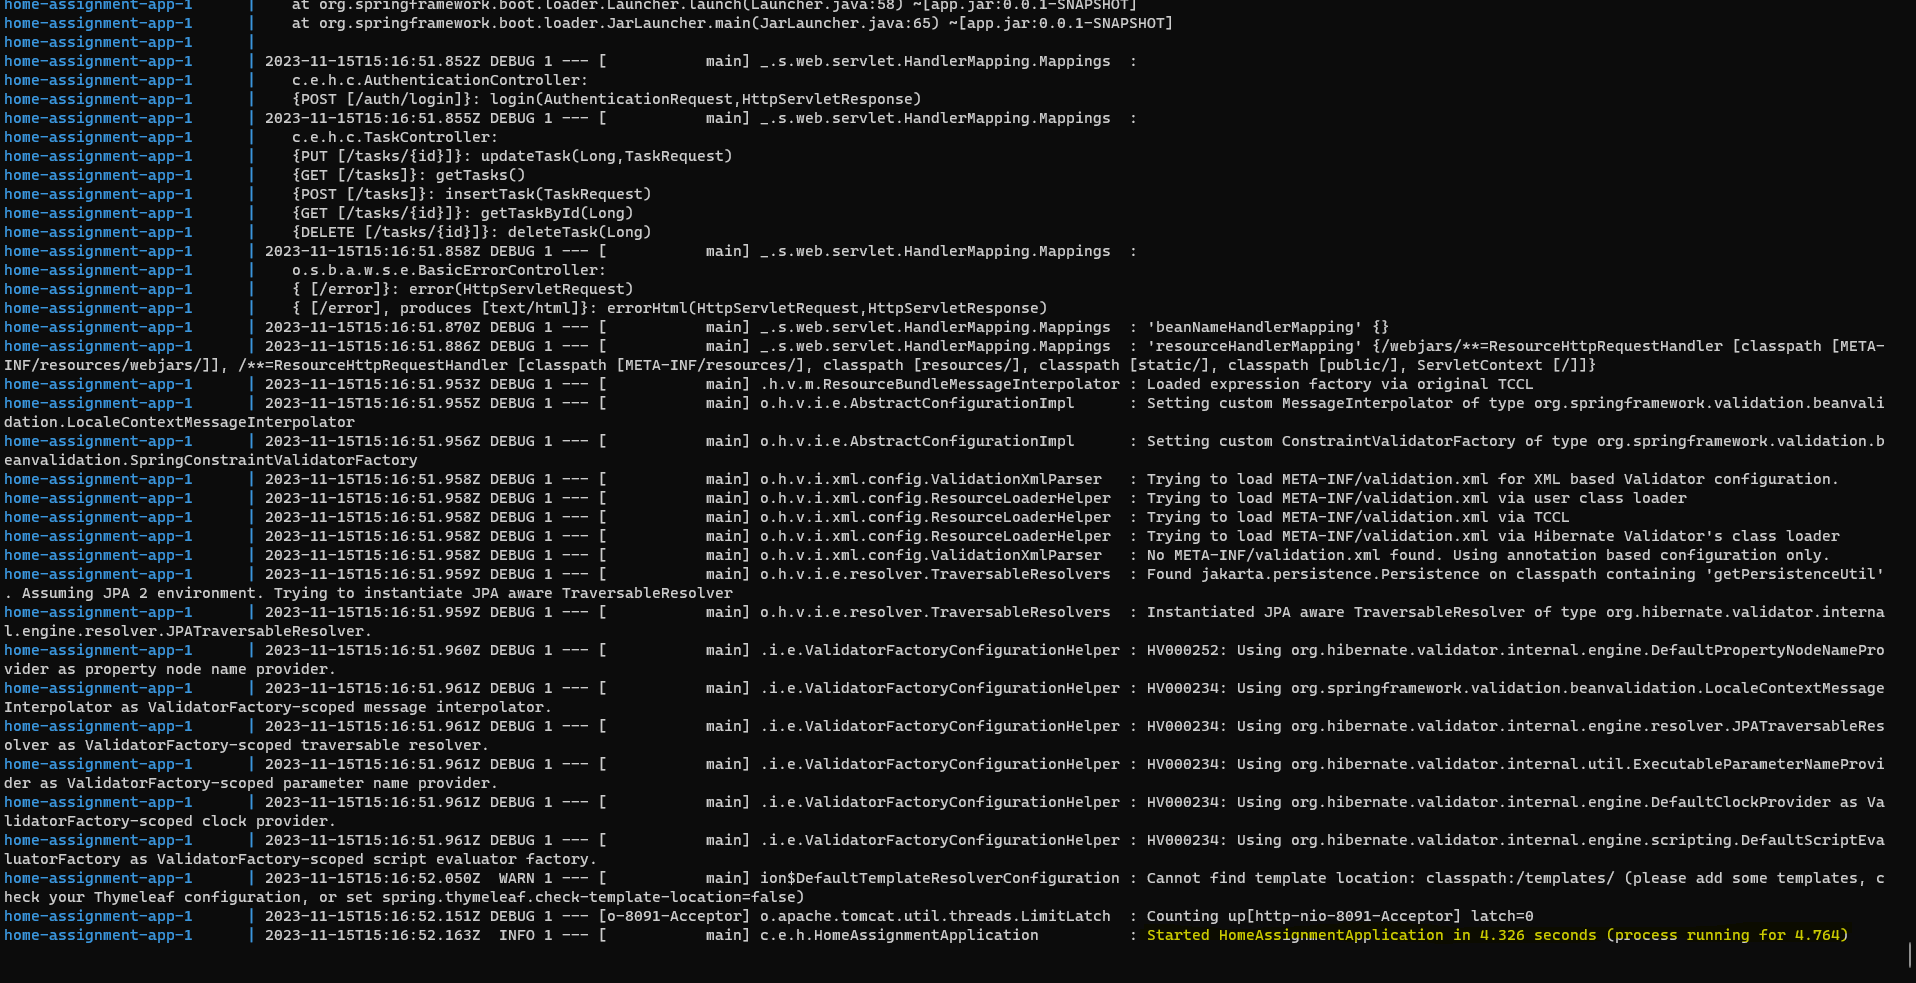 home-assignment-app-1      |     at org.springframework.boot.loader.Launcher.launch(Launcher.java:58) ~[app.jar:0.0.1-SNAPSHOT]
home-assignment-app-1      |     at org.springframework.boot.loader.JarLauncher.main(JarLauncher.java:65) ~[app.jar:0.0.1-SNAPSHOT]
home-assignment-app-1      |
home-assignment-app-1      | 2023-11-15T15:16:51.852Z DEBUG 1 --- [           main] _.s.web.servlet.HandlerMapping.Mappings  :
home-assignment-app-1      |    c.e.h.c.AuthenticationController:
home-assignment-app-1      |    {POST [/auth/login]}: login(AuthenticationRequest,HttpServletResponse)
home-assignment-app-1      | 2023-11-15T15:16:51.855Z DEBUG 1 --- [           main] _.s.web.servlet.HandlerMapping.Mappings  :
home-assignment-app-1      |    c.e.h.c.TaskController:
home-assignment-app-1      |    {PUT [/tasks/{id}]}: updateTask(Long,TaskRequest)
home-assignment-app-1      |    {GET [/tasks]}: getTasks()
home-assignment-app-1      |    {POST [/tasks]}: insertTask(TaskRequest)
home-assignment-app-1      |    {GET [/tasks/{id}]}: getTaskById(Long)
home-assignment-app-1      |    {DELETE [/tasks/{id}]}: deleteTask(Long)
home-assignment-app-1      | 2023-11-15T15:16:51.858Z DEBUG 1 --- [           main] _.s.web.servlet.HandlerMapping.Mappings  :
home-assignment-app-1      |    o.s.b.a.w.s.e.BasicErrorController:
home-assignment-app-1      |    { [/error]}: error(HttpServletRequest)
home-assignment-app-1      |    { [/error], produces [text/html]}: errorHtml(HttpServletRequest,HttpServletResponse)
home-assignment-app-1      | 2023-11-15T15:16:51.870Z DEBUG 1 --- [           main] _.s.web.servlet.HandlerMapping.Mappings  : 'beanNameHandlerMapping' {}
home-assignment-app-1      | 2023-11-15T15:16:51.886Z DEBUG 1 --- [           main] _.s.web.servlet.HandlerMapping.Mappings  : 'resourceHandlerMapping' {/webjars/**=ResourceHttpRequestHandler [classpath [META-
INF/resources/webjars/]], /**=ResourceHttpRequestHandler [classpath [META-INF/resources/], classpath [resources/], classpath [static/], classpath [public/], ServletContext [/]]}
home-assignment-app-1      | 2023-11-15T15:16:51.953Z DEBUG 1 --- [           main] .h.v.m.ResourceBundleMessageInterpolator : Loaded expression factory via original TCCL
home-assignment-app-1      | 2023-11-15T15:16:51.955Z DEBUG 1 --- [           main] o.h.v.i.e.AbstractConfigurationImpl      : Setting custom MessageInterpolator of type org.springframework.validation.beanvali
dation.LocaleContextMessageInterpolator
home-assignment-app-1      | 2023-11-15T15:16:51.956Z DEBUG 1 --- [           main] o.h.v.i.e.AbstractConfigurationImpl      : Setting custom ConstraintValidatorFactory of type org.springframework.validation.b
eanvalidation.SpringConstraintValidatorFactory
home-assignment-app-1      | 2023-11-15T15:16:51.958Z DEBUG 1 --- [           main] o.h.v.i.xml.config.ValidationXmlParser   : Trying to load META-INF/validation.xml for XML based Validator configuration.
home-assignment-app-1      | 2023-11-15T15:16:51.958Z DEBUG 1 --- [           main] o.h.v.i.xml.config.ResourceLoaderHelper  : Trying to load META-INF/validation.xml via user class loader
home-assignment-app-1      | 2023-11-15T15:16:51.958Z DEBUG 1 --- [           main] o.h.v.i.xml.config.ResourceLoaderHelper  : Trying to load META-INF/validation.xml via TCCL
home-assignment-app-1      | 2023-11-15T15:16:51.958Z DEBUG 1 --- [           main] o.h.v.i.xml.config.ResourceLoaderHelper  : Trying to load META-INF/validation.xml via Hibernate Validator's class loader
home-assignment-app-1      | 2023-11-15T15:16:51.958Z DEBUG 1 --- [           main] o.h.v.i.xml.config.ValidationXmlParser   : No META-INF/validation.xml found. Using annotation based configuration only.
home-assignment-app-1      | 2023-11-15T15:16:51.959Z DEBUG 1 --- [           main] o.h.v.i.e.resolver.TraversableResolvers  : Found jakarta.persistence.Persistence on classpath containing 'getPersistenceUtil'
. Assuming JPA 2 environment. Trying to instantiate JPA aware TraversableResolver
home-assignment-app-1      | 2023-11-15T15:16:51.959Z DEBUG 1 --- [           main] o.h.v.i.e.resolver.TraversableResolvers  : Instantiated JPA aware TraversableResolver of type org.hibernate.validator.interna
l.engine.resolver.JPATraversableResolver.
home-assignment-app-1      | 2023-11-15T15:16:51.960Z DEBUG 1 --- [           main] .i.e.ValidatorFactoryConfigurationHelper : HV000252: Using org.hibernate.validator.internal.engine.DefaultPropertyNodeNamePro
vider as property node name provider.
home-assignment-app-1      | 2023-11-15T15:16:51.961Z DEBUG 1 --- [           main] .i.e.ValidatorFactoryConfigurationHelper : HV000234: Using org.springframework.validation.beanvalidation.LocaleContextMessage
Interpolator as ValidatorFactory-scoped message interpolator.
home-assignment-app-1      | 2023-11-15T15:16:51.961Z DEBUG 1 --- [           main] .i.e.ValidatorFactoryConfigurationHelper : HV000234: Using org.hibernate.validator.internal.engine.resolver.JPATraversableRes
olver as ValidatorFactory-scoped traversable resolver.
home-assignment-app-1      | 2023-11-15T15:16:51.961Z DEBUG 1 --- [           main] .i.e.ValidatorFactoryConfigurationHelper : HV000234: Using org.hibernate.validator.internal.util.ExecutableParameterNameProvi
der as ValidatorFactory-scoped parameter name provider.
home-assignment-app-1      | 2023-11-15T15:16:51.961Z DEBUG 1 --- [           main] .i.e.ValidatorFactoryConfigurationHelper : HV000234: Using org.hibernate.validator.internal.engine.DefaultClockProvider as Va
lidatorFactory-scoped clock provider.
home-assignment-app-1      | 2023-11-15T15:16:51.961Z DEBUG 1 --- [           main] .i.e.ValidatorFactoryConfigurationHelper : HV000234: Using org.hibernate.validator.internal.engine.scripting.DefaultScriptEva
luatorFactory as ValidatorFactory-scoped script evaluator factory.
home-assignment-app-1      | 2023-11-15T15:16:52.050Z  WARN 1 --- [           main] ion$DefaultTemplateResolverConfiguration : Cannot find template location: classpath:/templates/ (please add some templates, c
heck your Thymeleaf configuration, or set spring.thymeleaf.check-template-location=false)
home-assignment-app-1      | 2023-11-15T15:16:52.151Z DEBUG 1 --- [o-8091-Acceptor] o.apache.tomcat.util.threads.LimitLatch  : Counting up[http-nio-8091-Acceptor] latch=0
home-assignment-app-1      | 2023-11-15T15:16:52.163Z  INFO 1 --- [           main] c.e.h.HomeAssignmentApplication          : Started HomeAssignmentApplication in 4.326 seconds (process running for 4.764)